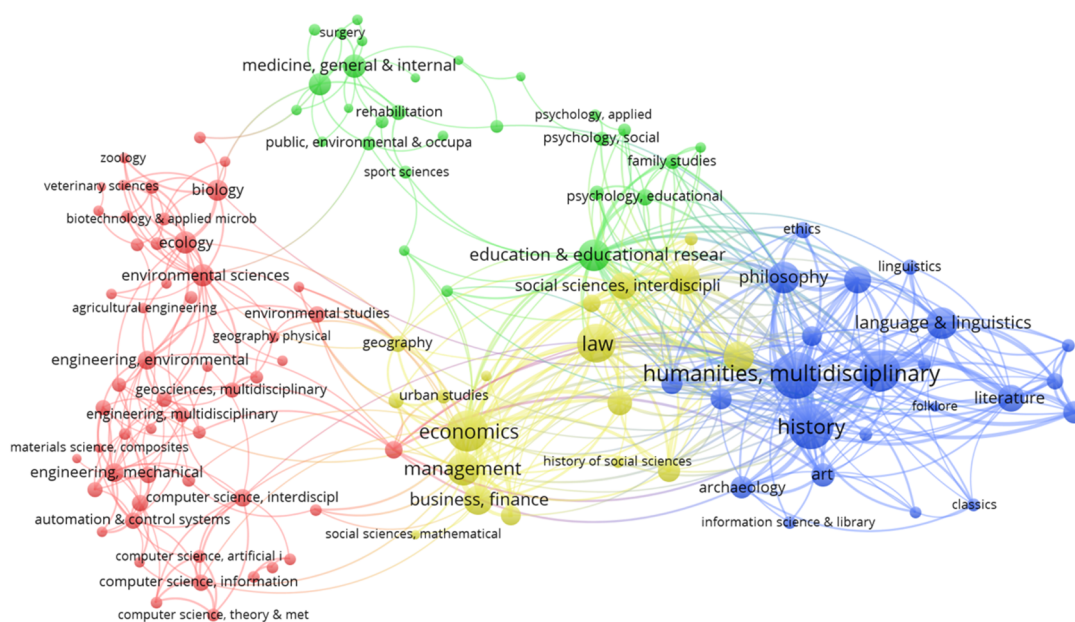 surgery
medicine, general & internal
rehabilitation
psychology, applied
public, environmental & occupa
psychology, social
zoology
family studies
sport sciences
veterinary sciences
biology
psychology, educational
biotechnology & applied microb
ethics
ecology
education & educational resear
linguistics
environmental sciences
philosophy
social sciences, interdiscipli
agricultural engineering
environmental studies
language & linguistics
geography, physical
geography
law
engineering, environmental
humanities, multidisciplinary
geosciences, multidisciplinary
urban studies
literature
folklore
engineering, multidisciplinary
history
economics
materials science, composites
history of social sciences
engineering, mechanical
management
art
archaeology
computer science, interdiscipl
business, finance
classics
automation & control systems
information science & library
social sciences, mathematical
computer science, artificial i
computer science, information
computer science, theory & met